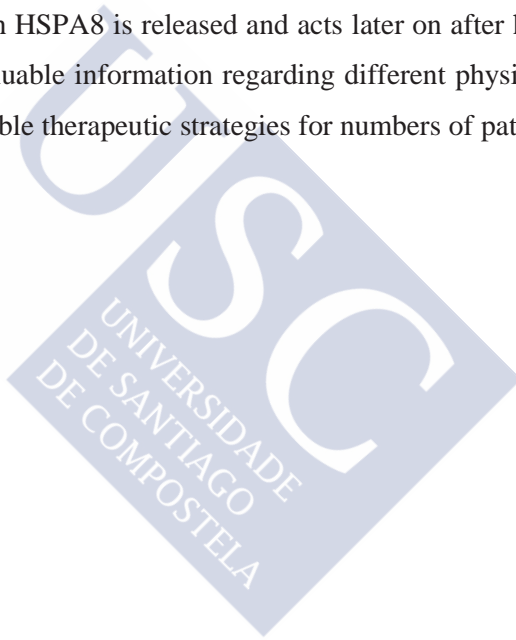 n HSPA8 is released and acts later on after l
uable information regarding different physi
ble therapeutic strategies for numbers of pat
USC
UNIVERSIDADE
DE SANTIAGO
DE COMPOSTELA